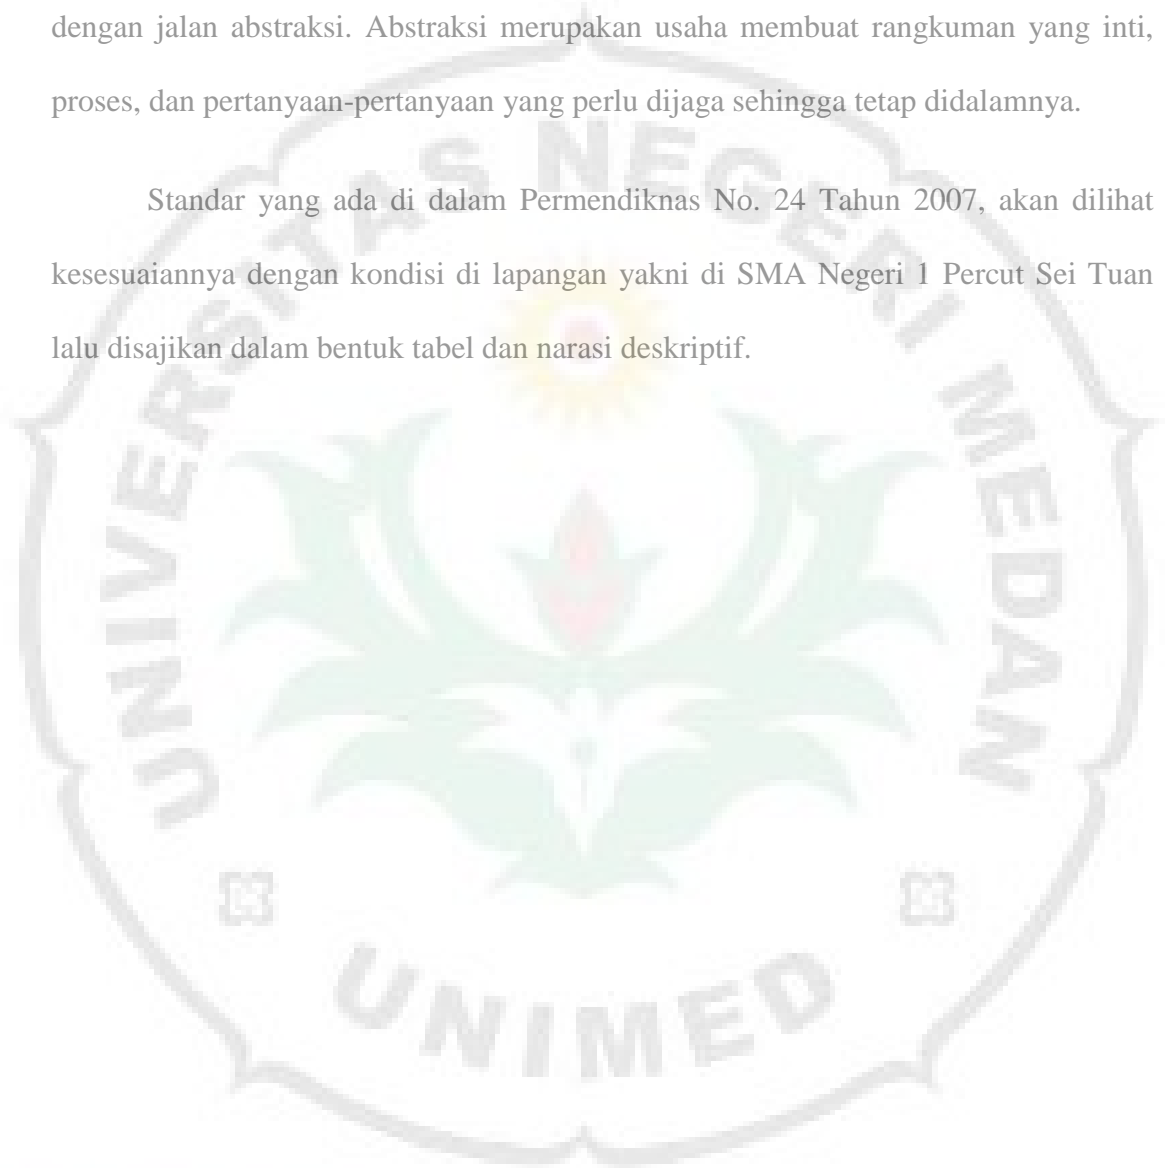 dengan jalan abstraksi. Abstraksi merupakan usaha membuat rangkuman yang inti,
proses, dan pertanyaan-pertanyaan yang perlu dijaga sehingga tetap didalamnya.
Standar yang ada di dalam Permendiknas No. 24 Tahun 2007, akan dilihat
kesesuaiannya dengan kondisi di lapangan yakni di SMA Negeri 1 Percut Sei Tuan
lalu disajikan dalam bentuk tabel dan narasi deskriptif.
UNIVERSITAS NEGERI MEDAN
UNIMED